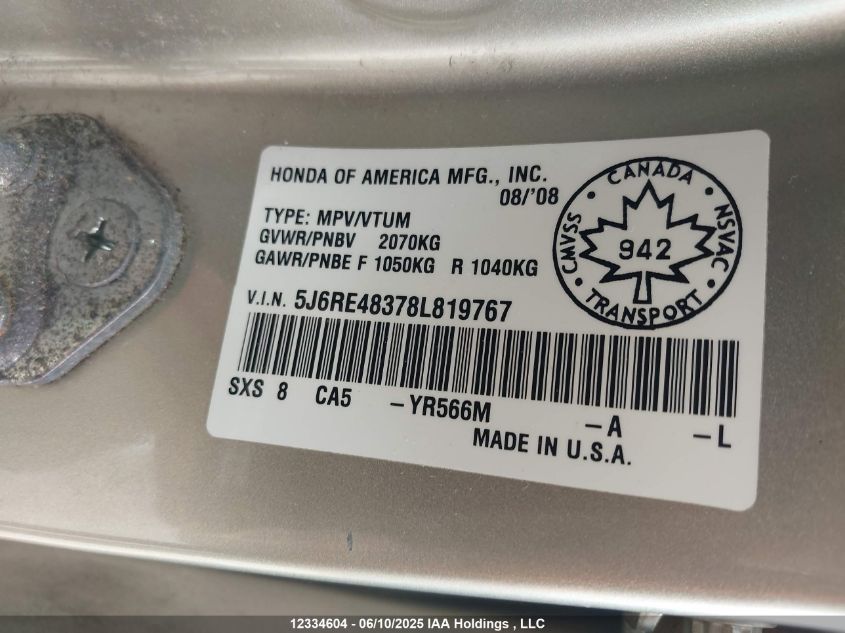 HONDA OF AMERICA MFG., INC.
08/'08
TYPE: MPV/VTUM
GVWR/PNBV 2070KG
GAWR/PNBE F 1050KG R 1040KG
V.I.N. 5J6RE48378L819767
CANADA
CMVSS
NSVAC
942
TRANSPORT
SXS 8 CA5 -YR566M -A -L
MADE IN U.S.A.
12334604 - 06/10/2025 IAA Holdings , LLC